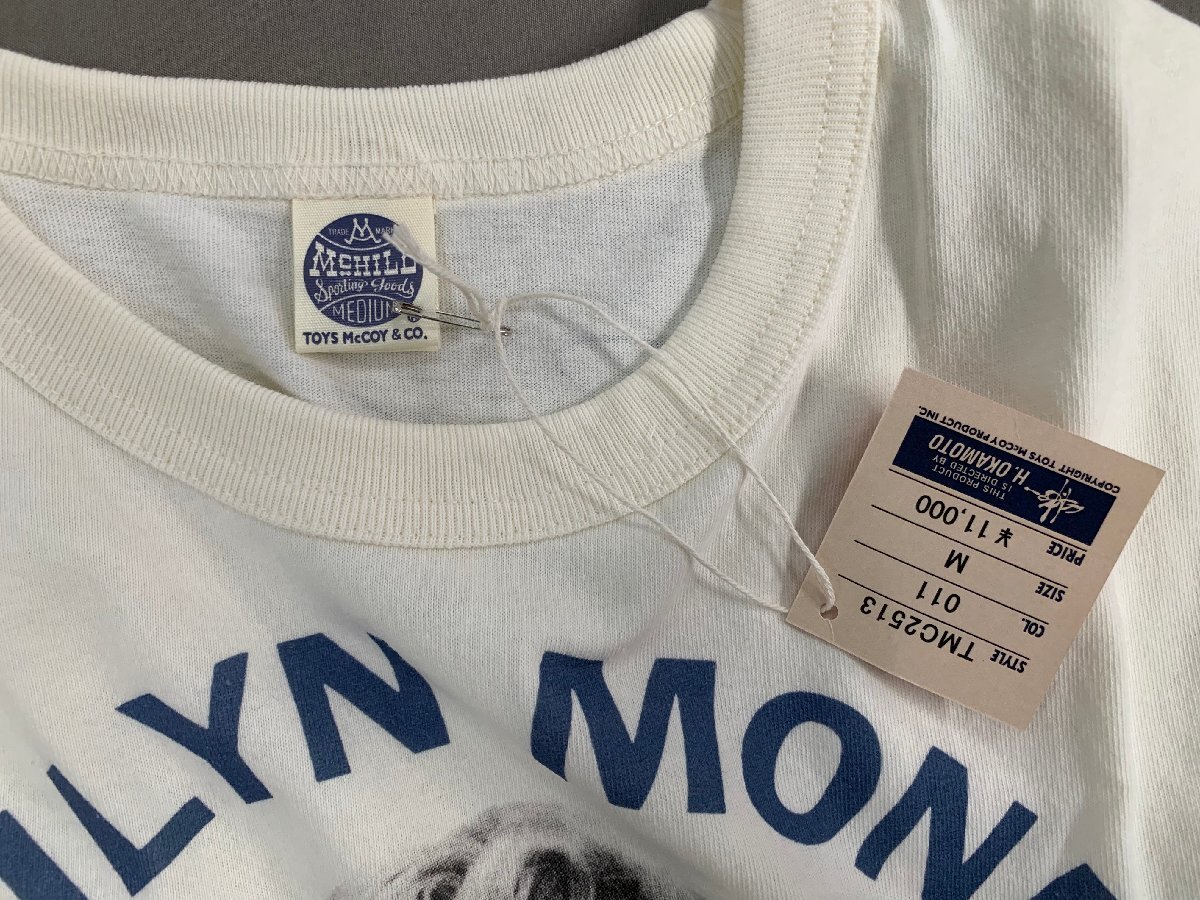 TRADE MARK
McHILL
Sporting Goods
MEDIUM
TOYS McCOY & CO.
STYLE TMC2513
COL. 011
SIZE M
PRICE ¥ 11,000
THIS PRODUCT
IS DIRECTED BY
H. OKAMOTO
COPYRIGHT TOYS McCOY PRODUCT INC.
ILYN MON